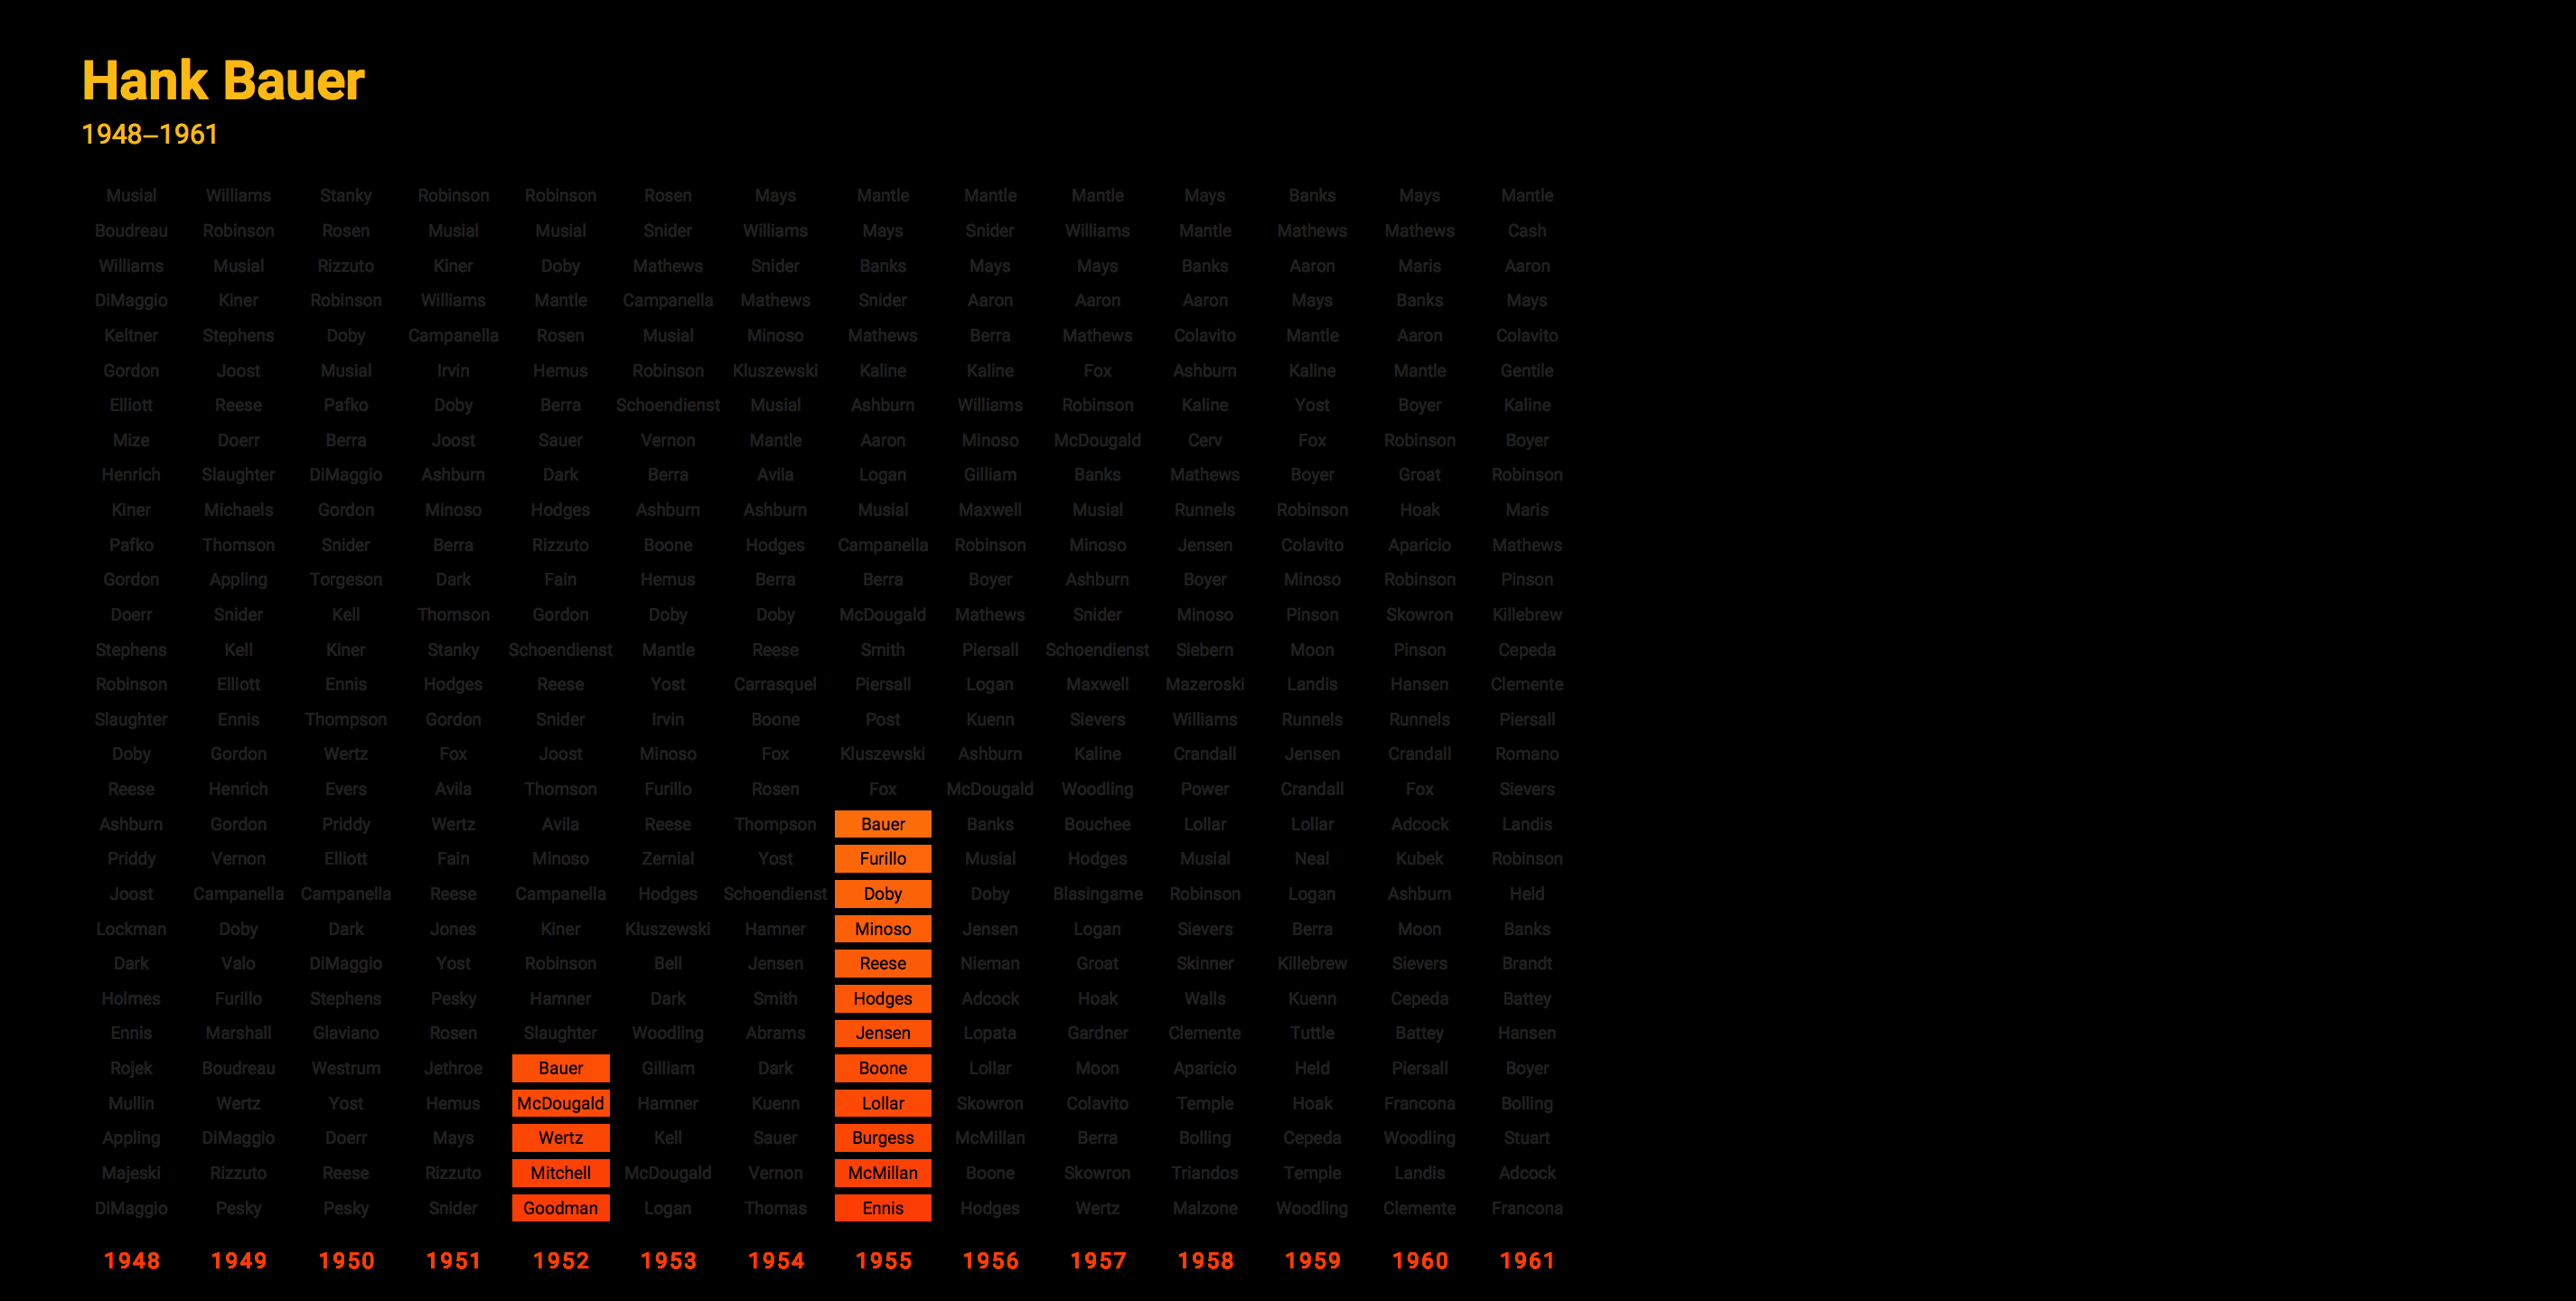 Hank Bauer
1948–1961
Musial Williams Stanky Robinson Robinson Rosen Mays Mantle Mantle Mantle Mays Banks Mays Mantle
Boudreau Robinson Rosen Musial Musial Snider Williams Mays Snider Williams Mantle Mathews Mathews Cash
Williams Musial Rizzuto Kiner Doby Mathews Snider Banks Mays Mays Banks Aaron Maris Aaron
DiMaggio Kiner Robinson Williams Mantle Campanella Mathews Snider Aaron Aaron Aaron Mays Banks Mays
Keltner Stephens Doby Campanella Rosen Musial Minoso Mathews Berra Mathews Colavito Mantle Aaron Colavito
Gordon Joost Musial Irvin Hemus Robinson Kluszewski Kaline Kaline Fox Ashburn Kaline Mantle Gentile
Elliott Reese Pafko Doby Berra Schoendienst Musial Ashburn Williams Robinson Kaline Yost Boyer Kaline
Mize Doerr Berra Joost Sauer Vernon Mantle Aaron Minoso McDougald Cerv Fox Robinson Boyer
Henrich Slaughter DiMaggio Ashburn Dark Berra Avila Logan Gilliam Banks Mathews Boyer Groat Robinson
Kiner Michaels Gordon Minoso Hodges Ashburn Ashburn Musial Maxwell Musial Runnels Robinson Hoak Maris
Pafko Thomson Snider Berra Rizzuto Boone Hodges Campanella Robinson Minoso Jensen Colavito Aparicio Mathews
Gordon Appling Torgeson Dark Fain Hemus Berra Berra Boyer Ashburn Boyer Minoso Robinson Pinson
Doerr Snider Kell Thomson Gordon Doby Doby McDougald Mathews Snider Minoso Pinson Skowron Killebrew
Stephens Kell Kiner Stanky Schoendienst Mantle Reese Smith Piersall Schoendienst Siebern Moon Pinson Cepeda
Robinson Elliott Ennis Hodges Reese Yost Carrasquel Piersall Logan Maxwell Mazeroski Landis Hansen Clemente
Slaughter Ennis Thompson Gordon Snider Irvin Boone Post Kuenn Sievers Williams Runnels Runnels Piersall
Doby Gordon Wertz Fox Joost Minoso Fox Kluszewski Ashburn Kaline Crandall Jensen Crandall Romano
Reese Henrich Evers Avila Thomson Furillo Rosen Fox McDougald Woodling Power Crandall Fox Sievers
Ashburn Gordon Priddy Wertz Avila Reese Thompson Bauer Banks Bouchee Lollar Lollar Adcock Landis
Priddy Vernon Elliott Fain Minoso Zernial Yost Furillo Musial Hodges Musial Neal Kubek Robinson
Joost Campanella Campanella Reese Campanella Hodges Schoendienst Doby Doby Blasingame Robinson Logan Ashburn Held
Lockman Doby Dark Jones Kiner Kluszewski Hamner Minoso Jensen Logan Sievers Berra Moon Banks
Dark Valo DiMaggio Yost Robinson Bell Jensen Reese Nieman Groat Skinner Killebrew Sievers Brandt
Holmes Furillo Stephens Pesky Hamner Dark Smith Hodges Adcock Hoak Walls Kuenn Cepeda Battey
Ennis Marshall Glaviano Rosen Slaughter Woodling Abrams Jensen Lopata Gardner Clemente Tuttle Battey Hansen
Rojek Boudreau Westrum Jethroe Bauer Gilliam Dark Boone Lollar Moon Aparicio Held Piersall Boyer
Mullin Wertz Yost Hemus McDougald Hamner Kuenn Lollar Skowron Colavito Temple Hoak Francona Bolling
Appling DiMaggio Doerr Mays Wertz Kell Sauer Burgess McMillan Berra Bolling Cepeda Woodling Stuart
Majeski Rizzuto Reese Rizzuto Mitchell McDougald Vernon McMillan Boone Skowron Triandos Temple Landis Adcock
DiMaggio Pesky Pesky Snider Goodman Logan Thomas Ennis Hodges Wertz Malzone Woodling Clemente Francona
1948 1949 1950 1951 1952 1953 1954 1955 1956 1957 1958 1959 1960 1961